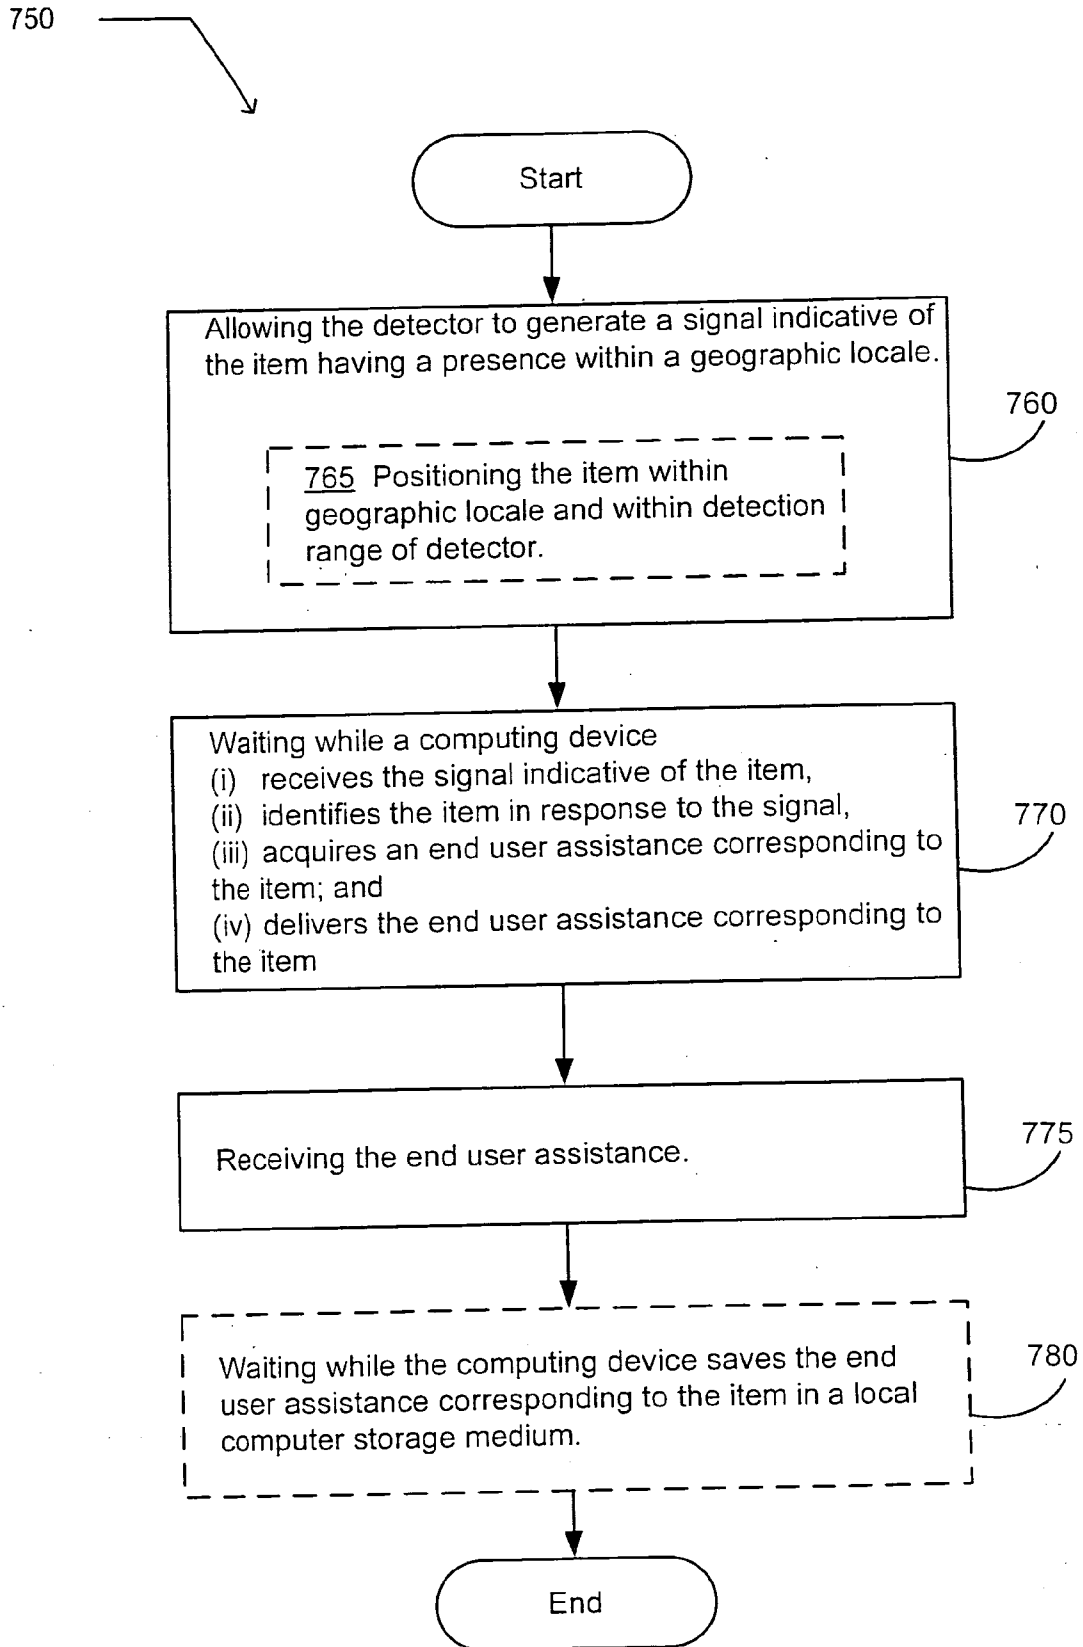 750
Start
Allowing the detector to generate a signal indicative of
the item having a presence within a geographic locale.
760
765 Positioning the item within
geographic locale and within detection
range of detector.
Waiting while a computing device
(i) receives the signal indicative of the item,
(ii) identifies the item in response to the signal,
(iii) acquires an end user assistance corresponding to
the item; and
(iv) delivers the end user assistance corresponding to
the item
770
Receiving the end user assistance.
775
Waiting while the computing device saves the end
user assistance corresponding to the item in a local
computer storage medium.
780
End